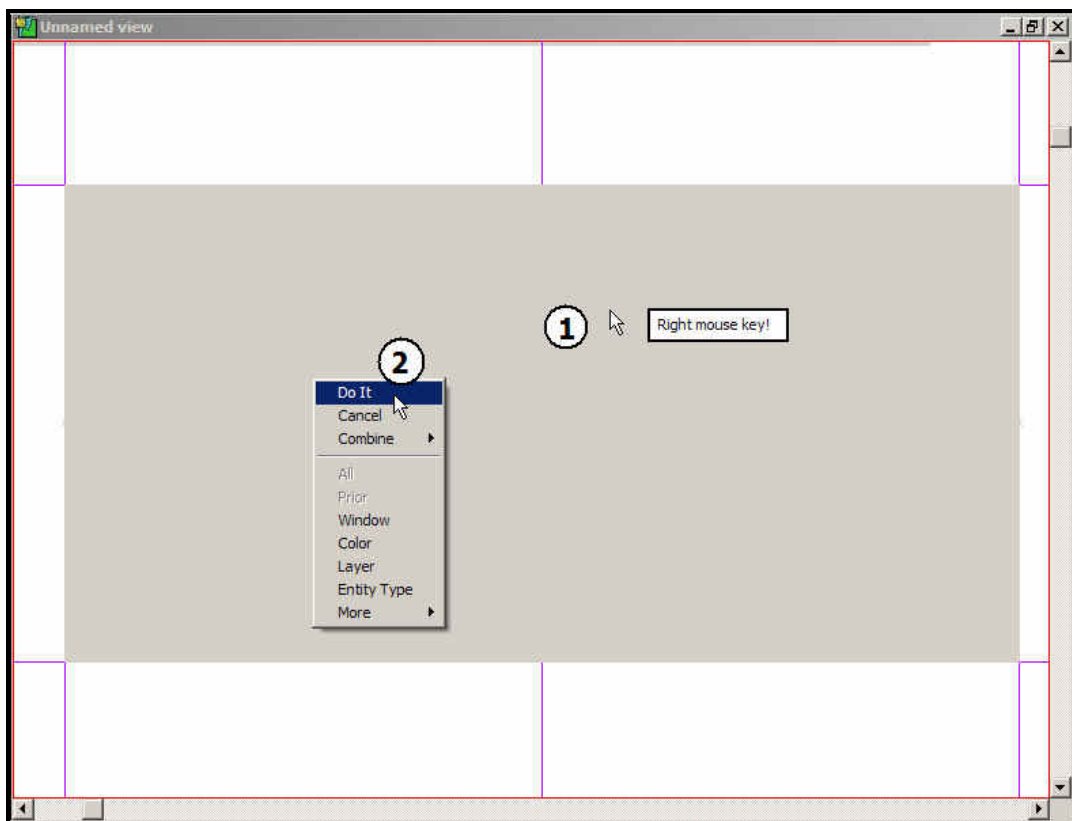 Unnamed view
1
Right mouse key!
2
Do It
Cancel
Combine
All
Prior
Window
Color
Layer
Entity Type
More